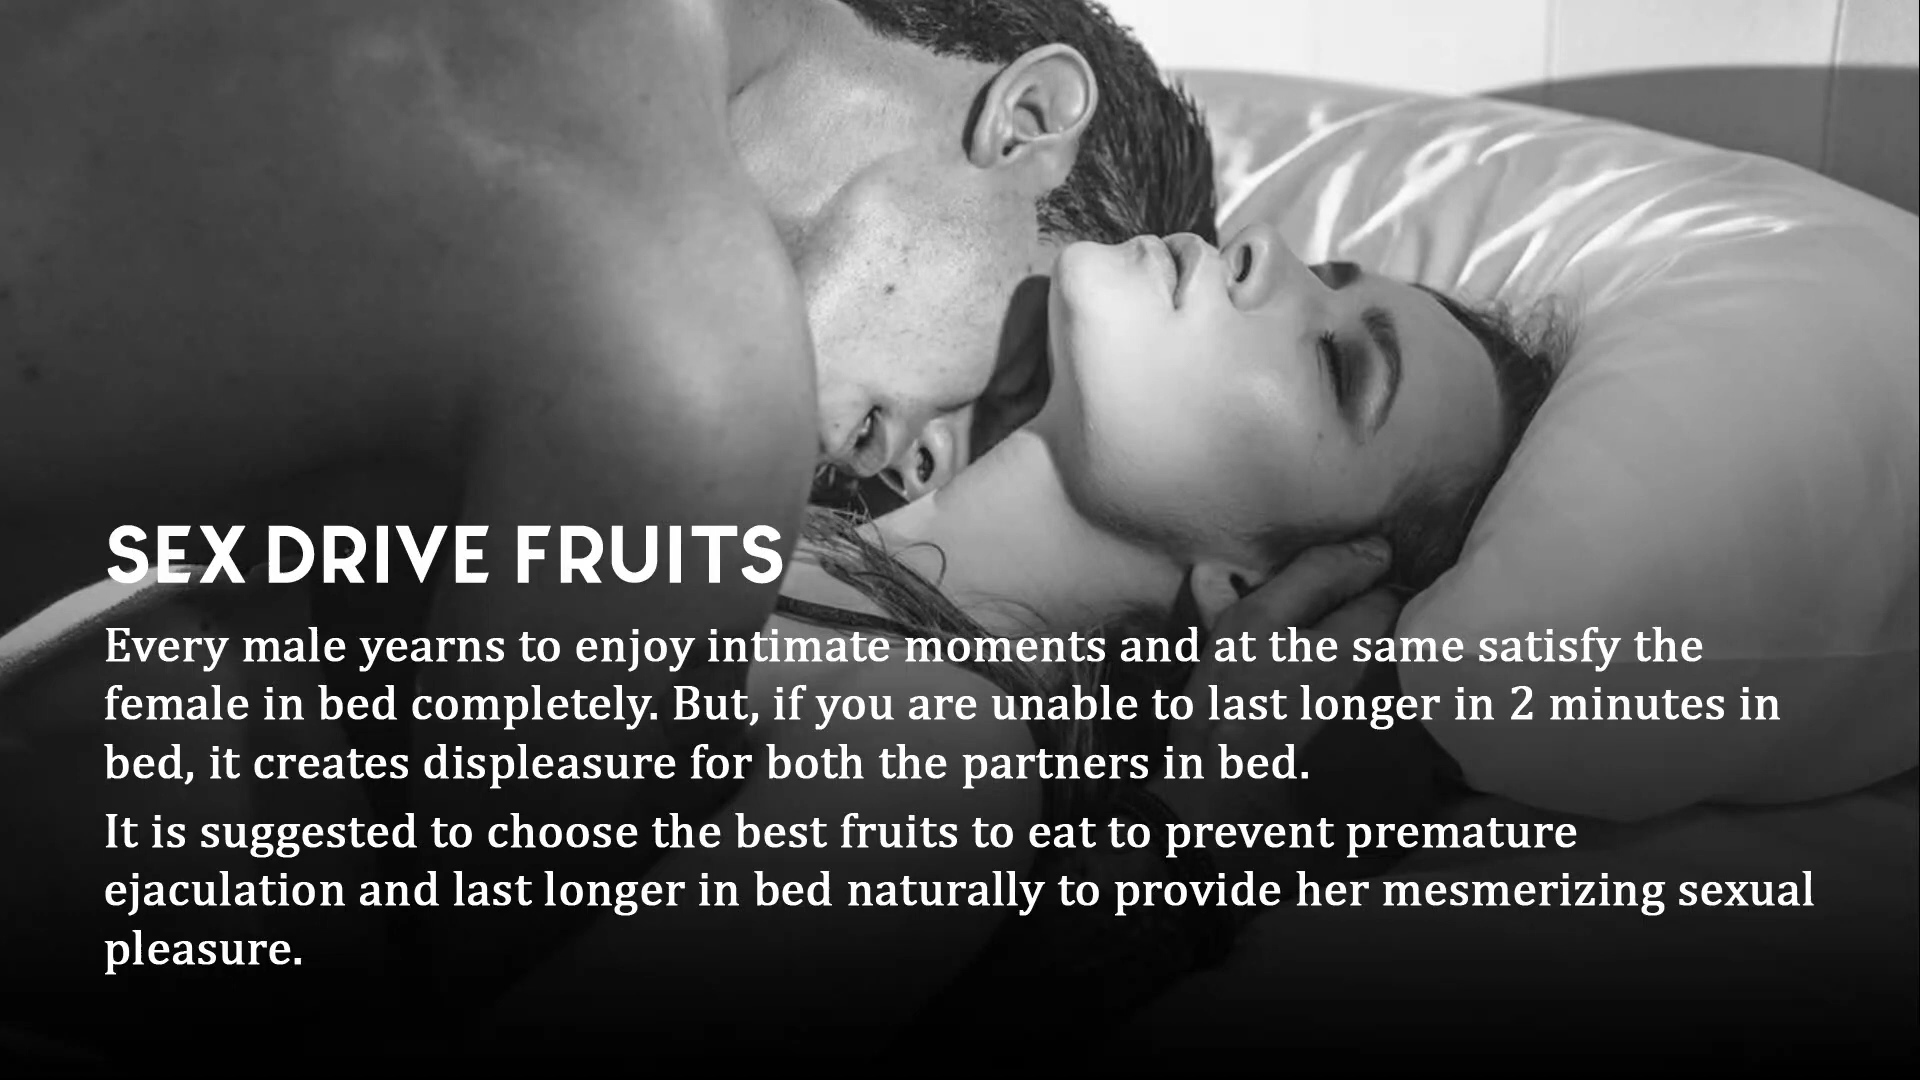 SEX DRIVE FRUITS
Every male yearns to enjoy intimate moments and at the same satisfy the
female in bed completely. But, if you are unable to last longer in 2 minutes in
bed, it creates displeasure for both the partners in bed.
It is suggested to choose the best fruits to eat to prevent premature
ejaculation and last longer in bed naturally to provide her mesmerizing sexual
pleasure.